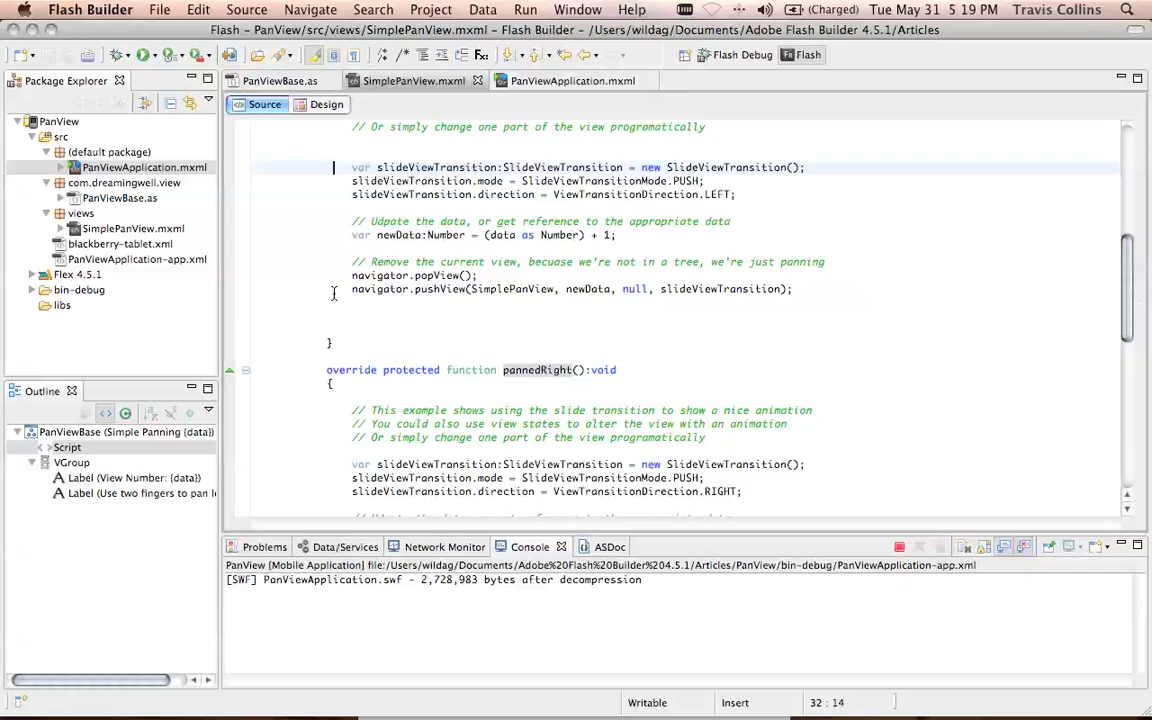 Flash Builder File Edit Source Navigate Search Project Data Run Window Help (Charged) Tue May 31 5:19 PM Travis Collins
Flash - PanView/src/views/SimplePanView.mxml - Flash Builder - /Users/wildag/Documents/Adobe Flash Builder 4.5.1/Articles
Flash Debug Fx Flash
Package Explorer
PanViewBase.as SimplePanView.mxml PanViewApplication.mxml
Source Design
PanView
src
(default package)
PanViewApplication.mxml
com.dreamingwell.view
PanViewBase.as
views
SimplePanView.mxml
blackberry-tablet.xml
PanViewApplication-app.xml
Flex 4.5.1
bin-debug
libs
// Or simply change one part of the view programatically
var slideViewTransition:SlideViewTransition = new SlideViewTransition();
slideViewTransition.mode = SlideViewTransitionMode.PUSH;
slideViewTransition.direction = ViewTransitionDirection.LEFT;
// Udpate the data, or get reference to the appropriate data
var newData:Number = (data as Number) + 1;
// Remove the current view, becuase we're not in a tree, we're just panning
navigator.popView();
navigator.pushView(SimplePanView, newData, null, slideViewTransition);
}
override protected function pannedRight():void
{
// This example shows using the slide transition to show a nice animation
// You could also use view states to alter the view with an animation
// Or simply change one part of the view programatically
var slideViewTransition:SlideViewTransition = new SlideViewTransition();
slideViewTransition.mode = SlideViewTransitionMode.PUSH;
slideViewTransition.direction = ViewTransitionDirection.RIGHT;
Outline
PanViewBase (Simple Panning {data})
Script
VGroup
Label (View Number: {data})
Label (Use two fingers to pan l
Problems Data/Services Network Monitor Console ASDoc
PanView [Mobile Application] file:/Users/wildag/Documents/Adobe%20Flash%20Builder%204.5.1/Articles/PanView/bin-debug/PanViewApplication-app.xml
[SWF] PanViewApplication.swf - 2,728,983 bytes after decompression
Writable Insert 32 : 14